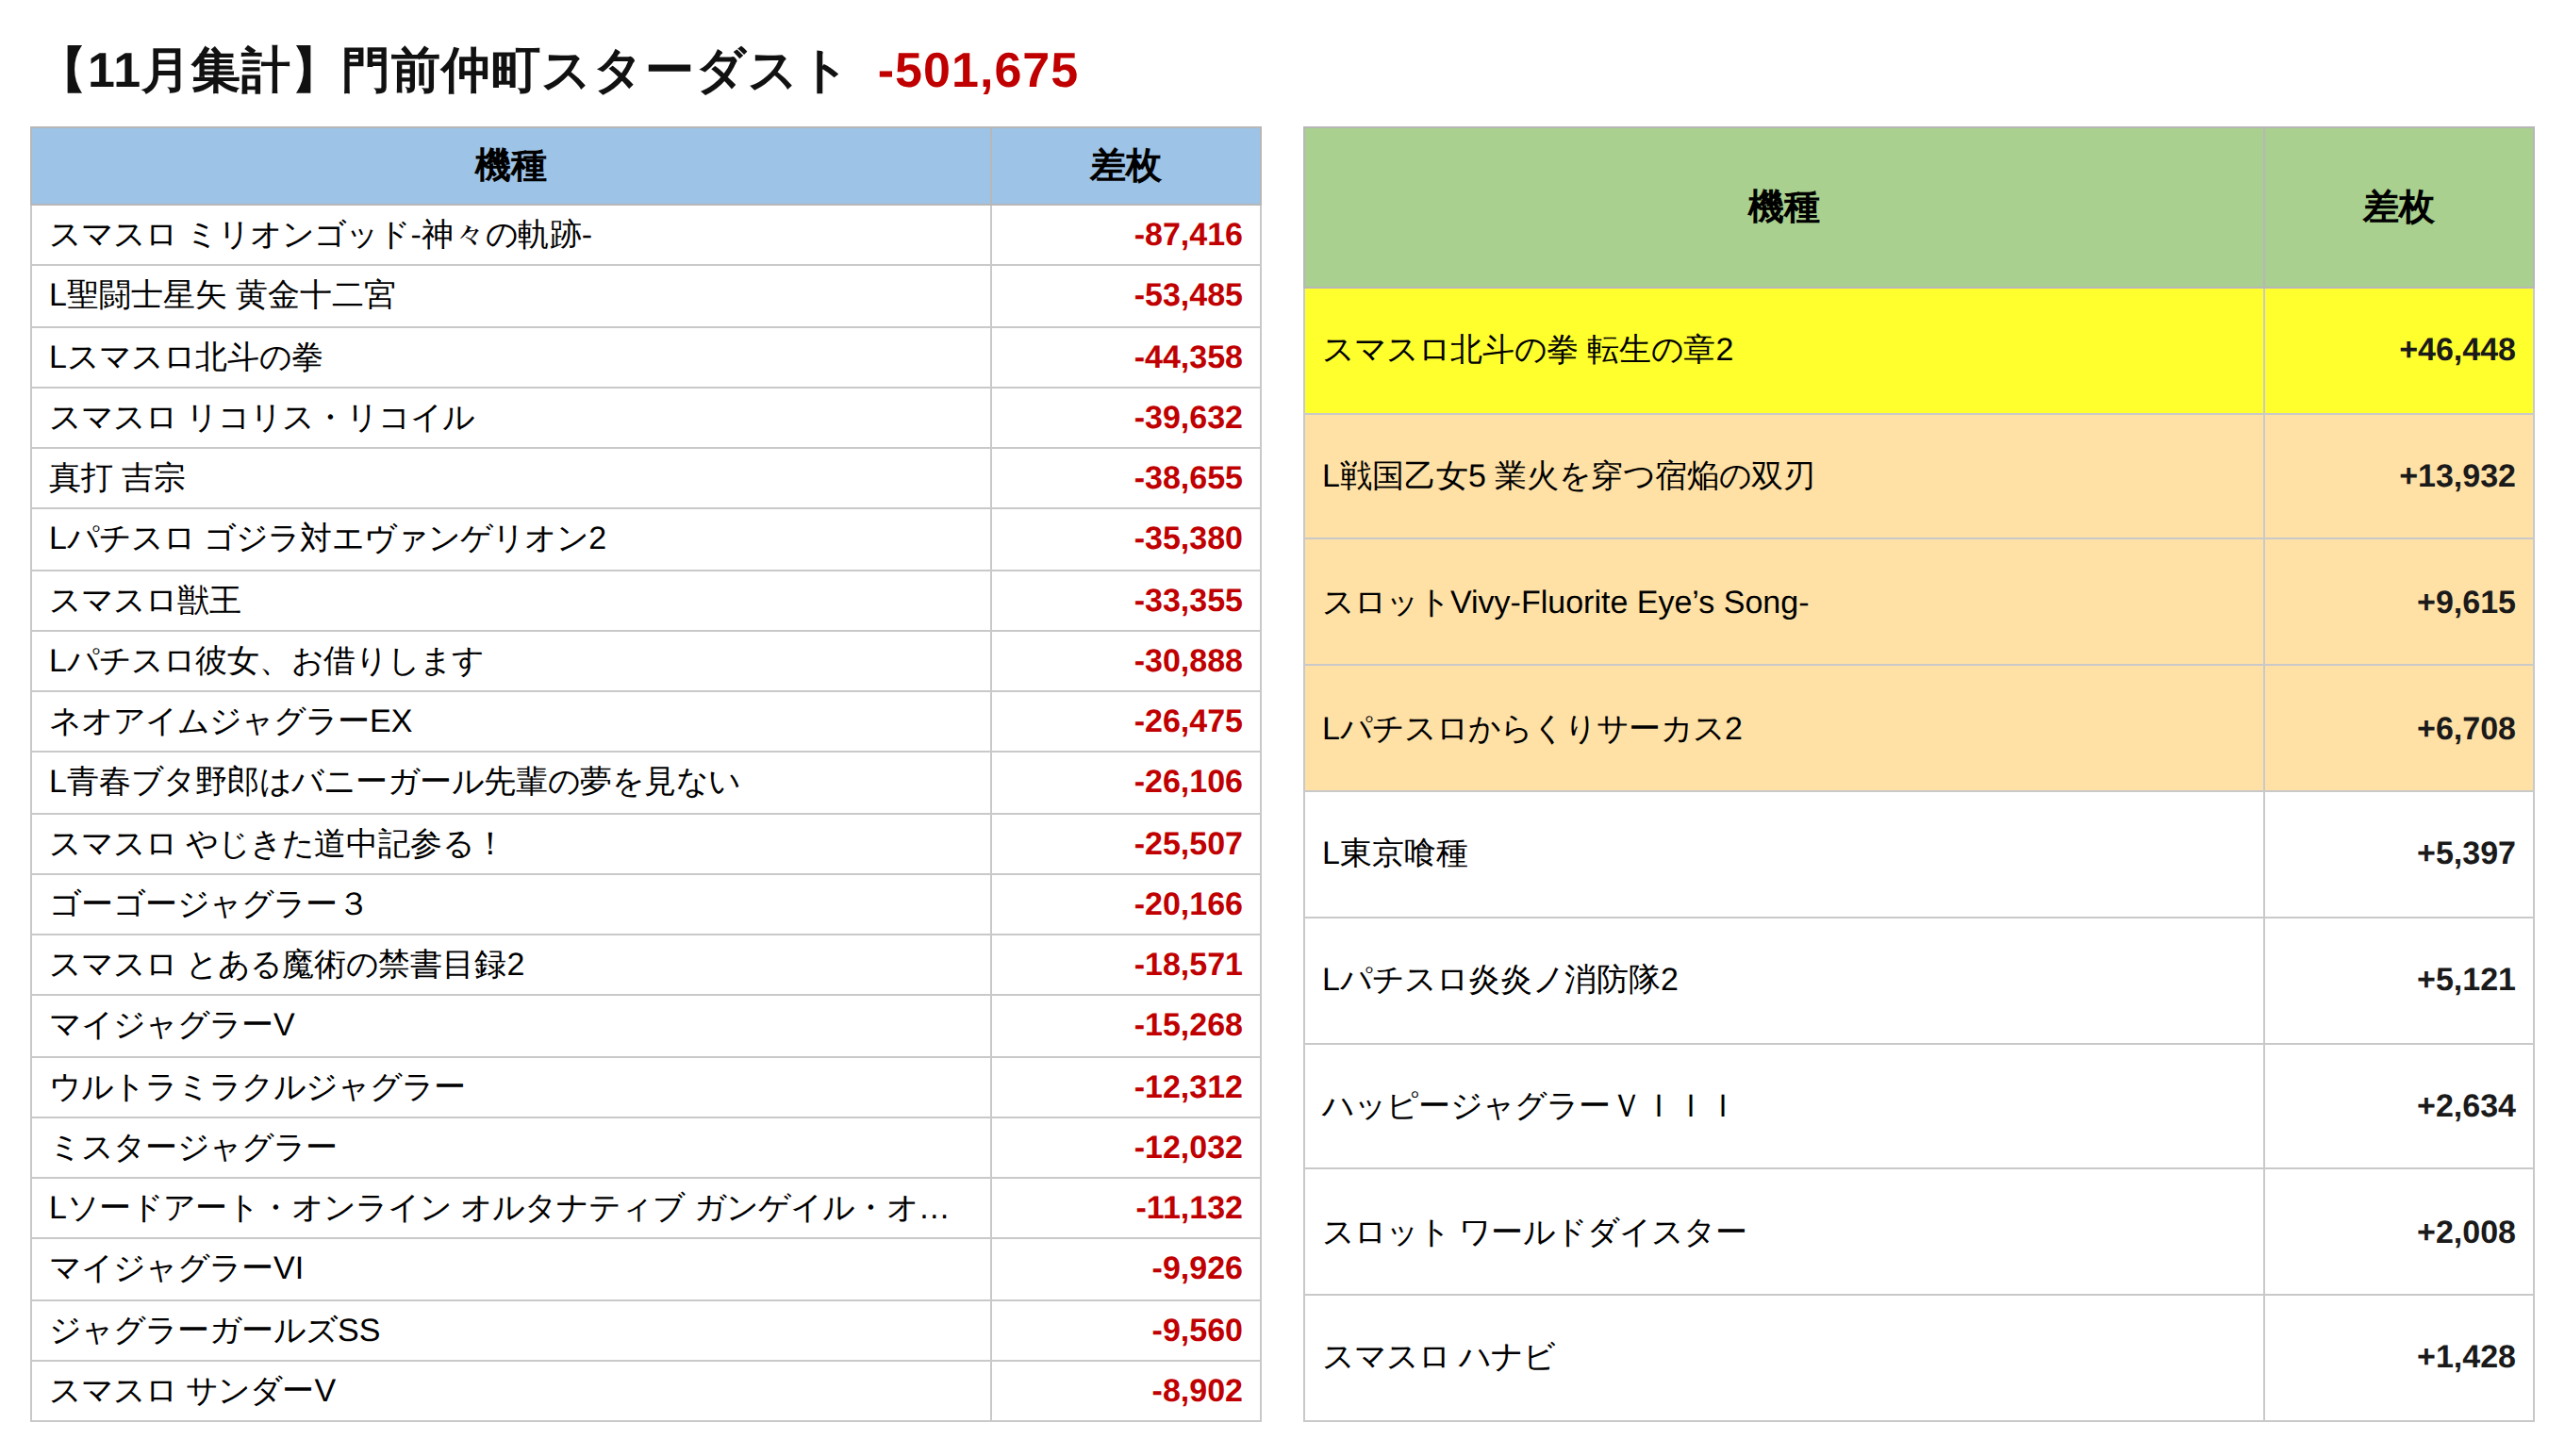 【11月集計】門前仲町スターダスト -501,675
機種 差枚
スマスロ ミリオンゴッド-神々の軌跡- -87,416
L聖闘士星矢 黄金十二宮 -53,485
Lスマスロ北斗の拳 -44,358
スマスロ リコリス・リコイル -39,632
真打 吉宗 -38,655
Lパチスロ ゴジラ対エヴァンゲリオン2 -35,380
スマスロ獣王 -33,355
Lパチスロ彼女、お借りします -30,888
ネオアイムジャグラーEX -26,475
L青春ブタ野郎はバニーガール先輩の夢を見ない -26,106
スマスロ やじきた道中記参る！ -25,507
ゴーゴージャグラー３ -20,166
スマスロ とある魔術の禁書目録2 -18,571
マイジャグラーV -15,268
ウルトラミラクルジャグラー -12,312
ミスタージャグラー -12,032
Lソードアート・オンライン オルタナティブ ガンゲイル・オ… -11,132
マイジャグラーVI -9,926
ジャグラーガールズSS -9,560
スマスロ サンダーV -8,902
機種 差枚
スマスロ北斗の拳 転生の章2 +46,448
L戦国乙女5 業火を穿つ宿焔の双刃 +13,932
スロットVivy-Fluorite Eye’s Song- +9,615
Lパチスロからくりサーカス2 +6,708
L東京喰種 +5,397
Lパチスロ炎炎ノ消防隊2 +5,121
ハッピージャグラーＶＩＩＩ +2,634
スロット ワールドダイスター +2,008
スマスロ ハナビ +1,428